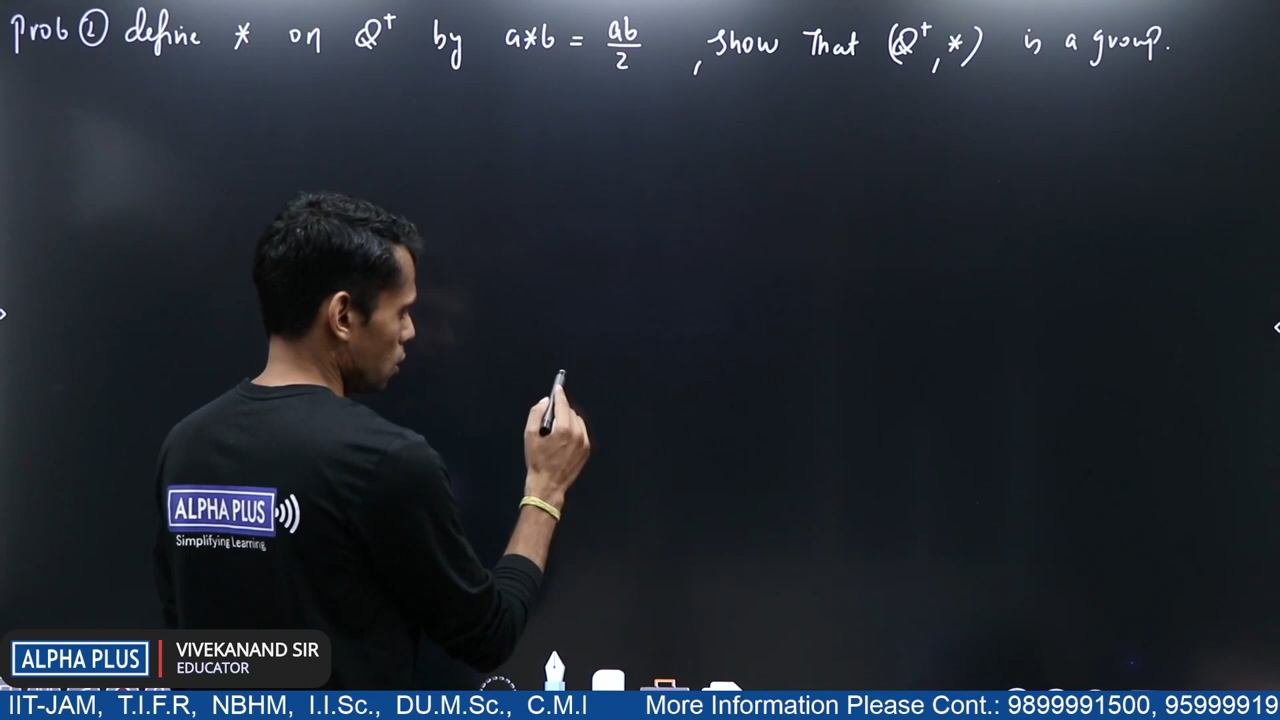 Prob ② define * on Q⁺ by a*b = ab/2 , show that (Q⁺, *) is a group.
ALPHA PLUS
Simplifying Learning
ALPHA PLUS
VIVEKANAND SIR
EDUCATOR
IIT-JAM, T.I.F.R, NBHM, I.I.Sc., DU.M.Sc., C.M.I More Information Please Cont.: 9899991500, 95999919